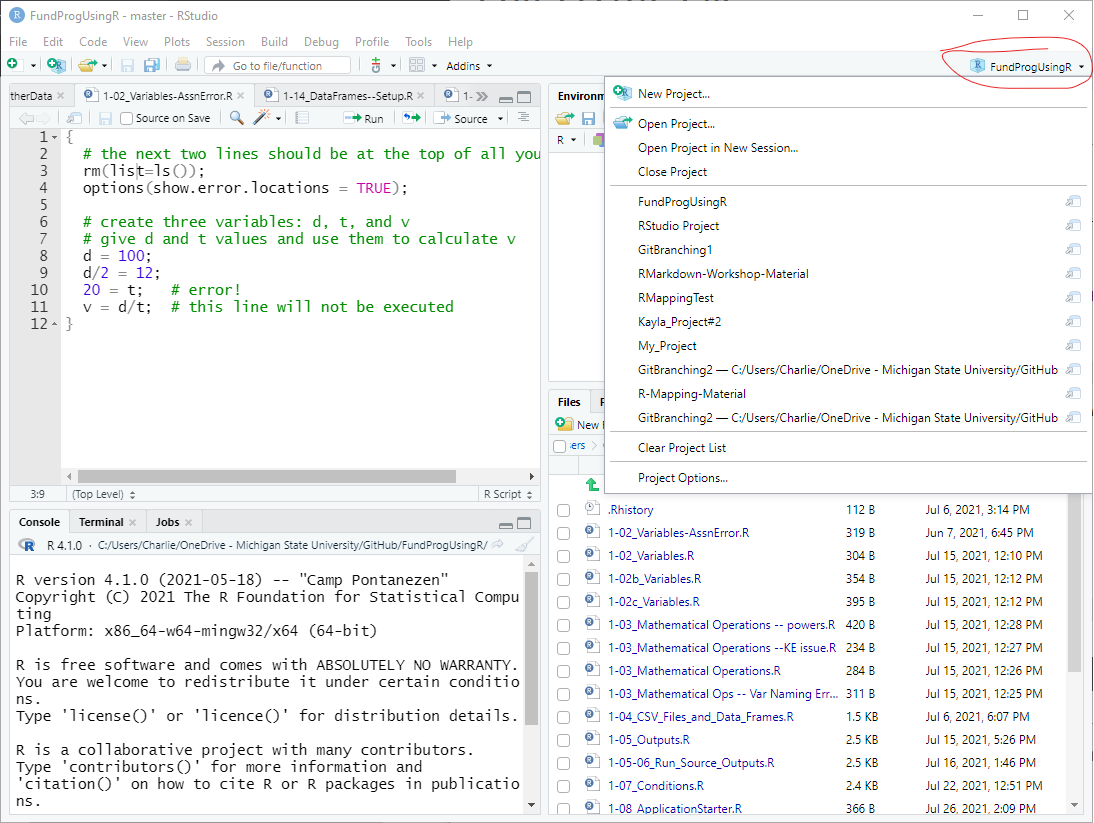 FundProgUsingR - master - RStudio
File Edit Code View Plots Session Build Debug Profile Tools Help
Go to file/function Addins FundProgUsingR
therData 1-02_Variables-AssnError.R 1-14_DataFrames--Setup.R 1-
Source on Save Run Source
1 {
2 # the next two lines should be at the top of all you
3 rm(list=ls());
4 options(show.error.locations = TRUE);
5
6 # create three variables: d, t, and v
7 # give d and t values and use them to calculate v
8 d = 100;
9 d/2 = 12;
10 20 = t; # error!
11 v = d/t; # this line will not be executed
12 }
3:9 (Top Level) R Script
Console Terminal Jobs
R 4.1.0 · C:/Users/Charlie/OneDrive - Michigan State University/GitHub/FundProgUsingR/
R version 4.1.0 (2021-05-18) -- "Camp Pontanezen"
Copyright (C) 2021 The R Foundation for Statistical Compu
ting
Platform: x86_64-w64-mingw32/x64 (64-bit)
R is free software and comes with ABSOLUTELY NO WARRANTY.
You are welcome to redistribute it under certain conditio
ns.
Type 'license()' or 'licence()' for distribution details.
R is a collaborative project with many contributors.
Type 'contributors()' for more information and
'citation()' on how to cite R or R packages in publicatio
ns.
Environm
R
New Project...
Open Project...
Open Project in New Session...
Close Project
FundProgUsingR
RStudio Project
GitBranching1
RMarkdown-Workshop-Material
RMappingTest
Kayla_Project#2
My_Project
GitBranching2 — C:/Users/Charlie/OneDrive - Michigan State University/GitHub
R-Mapping-Material
GitBranching2 — C:/Users/Charlie/OneDrive - Michigan State University/GitHub
Clear Project List
Project Options...
Files
New
sers
.Rhistory 112 B Jul 6, 2021, 3:14 PM
1-02_Variables-AssnError.R 319 B Jun 7, 2021, 6:45 PM
1-02_Variables.R 304 B Jul 15, 2021, 12:10 PM
1-02b_Variables.R 354 B Jul 15, 2021, 12:12 PM
1-02c_Variables.R 395 B Jul 15, 2021, 12:12 PM
1-03_Mathematical Operations -- powers.R 420 B Jul 15, 2021, 12:28 PM
1-03_Mathematical Operations --KE issue.R 234 B Jul 15, 2021, 12:27 PM
1-03_Mathematical Operations.R 284 B Jul 15, 2021, 12:26 PM
1-03_Mathematical Ops -- Var Naming Err... 311 B Jul 15, 2021, 12:25 PM
1-04_CSV_Files_and_Data_Frames.R 1.5 KB Jul 6, 2021, 6:07 PM
1-05_Outputs.R 2.5 KB Jul 15, 2021, 5:26 PM
1-05-06_Run_Source_Outputs.R 2.5 KB Jul 16, 2021, 1:46 PM
1-07_Conditions.R 2.4 KB Jul 22, 2021, 12:51 PM
1-08_ApplicationStarter.R 366 B Jul 26, 2021, 2:09 PM